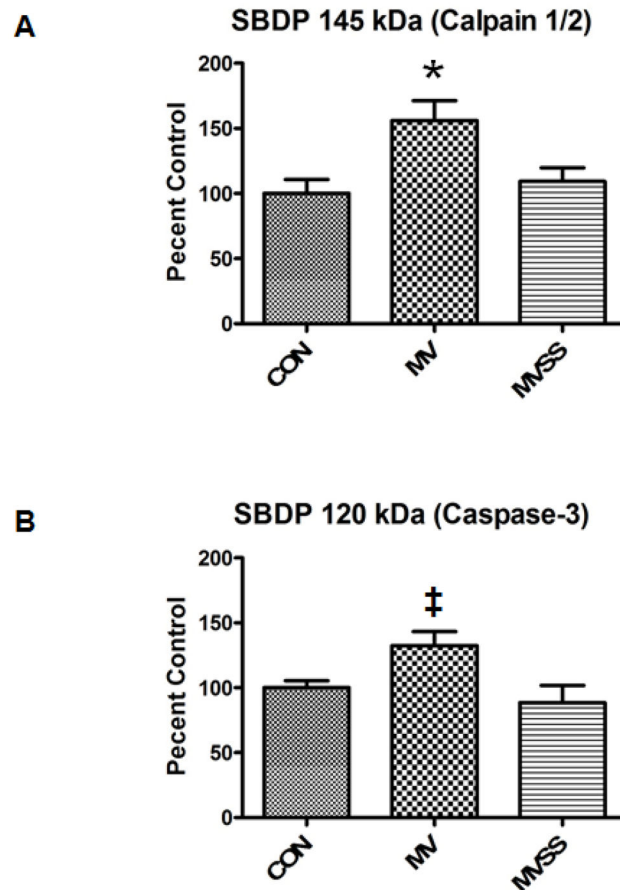 A
SBDP 145 kDa (Calpain 1/2)
Pecent Control
200
150
100
50
0
*
CON
MV
MVSS
B
SBDP 120 kDa (Caspase-3)
Pecent Control
200
150
100
50
0
‡
CON
MV
MVSS